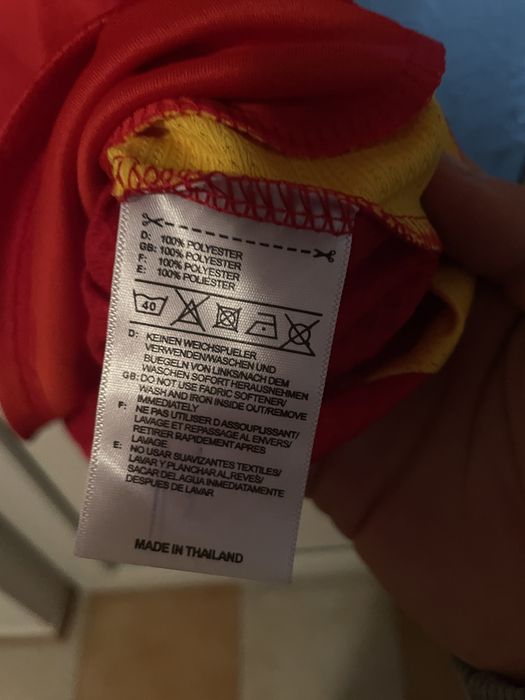 D: 100% POLYESTER
GB: 100% POLYESTER
F: 100% POLYESTER
E: 100% POLIESTER
40
D: KEINEN WEICHSPUELER
VERWENDEN/WASCHEN UND
BUEGELN VON LINKS/NACH DEM
WASCHEN SOFORT HERAUSNEHMEN
GB: DO NOT USE FABRIC SOFTENER/
WASH AND IRON INSIDE OUT/REMOVE
IMMEDIATELY
F: NE PAS UTILISER D ASSOUPLISSANT/
LAVAGE ET REPASSAGE AL ENVERS/
RETIRER RAPIDEMENT APRES
LAVAGE
E: NO USAR SUAVIZANTES TEXTILES/
LAVAR Y PLANCHAR AL REVES/
SACAR DEL AGUA INMEDIATAMENTE
DESPUES DE LAVAR
MADE IN THAILAND